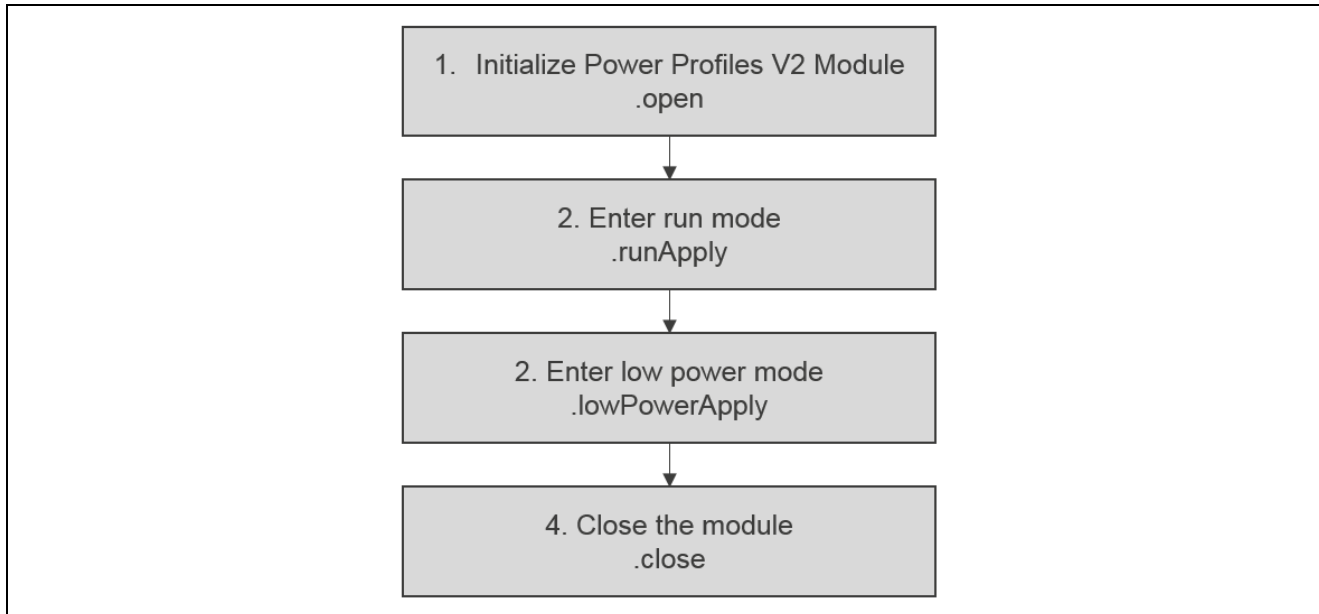 1. Initialize Power Profiles V2 Module
.open
2. Enter run mode
.runApply
2. Enter low power mode
.lowPowerApply
4. Close the module
.close